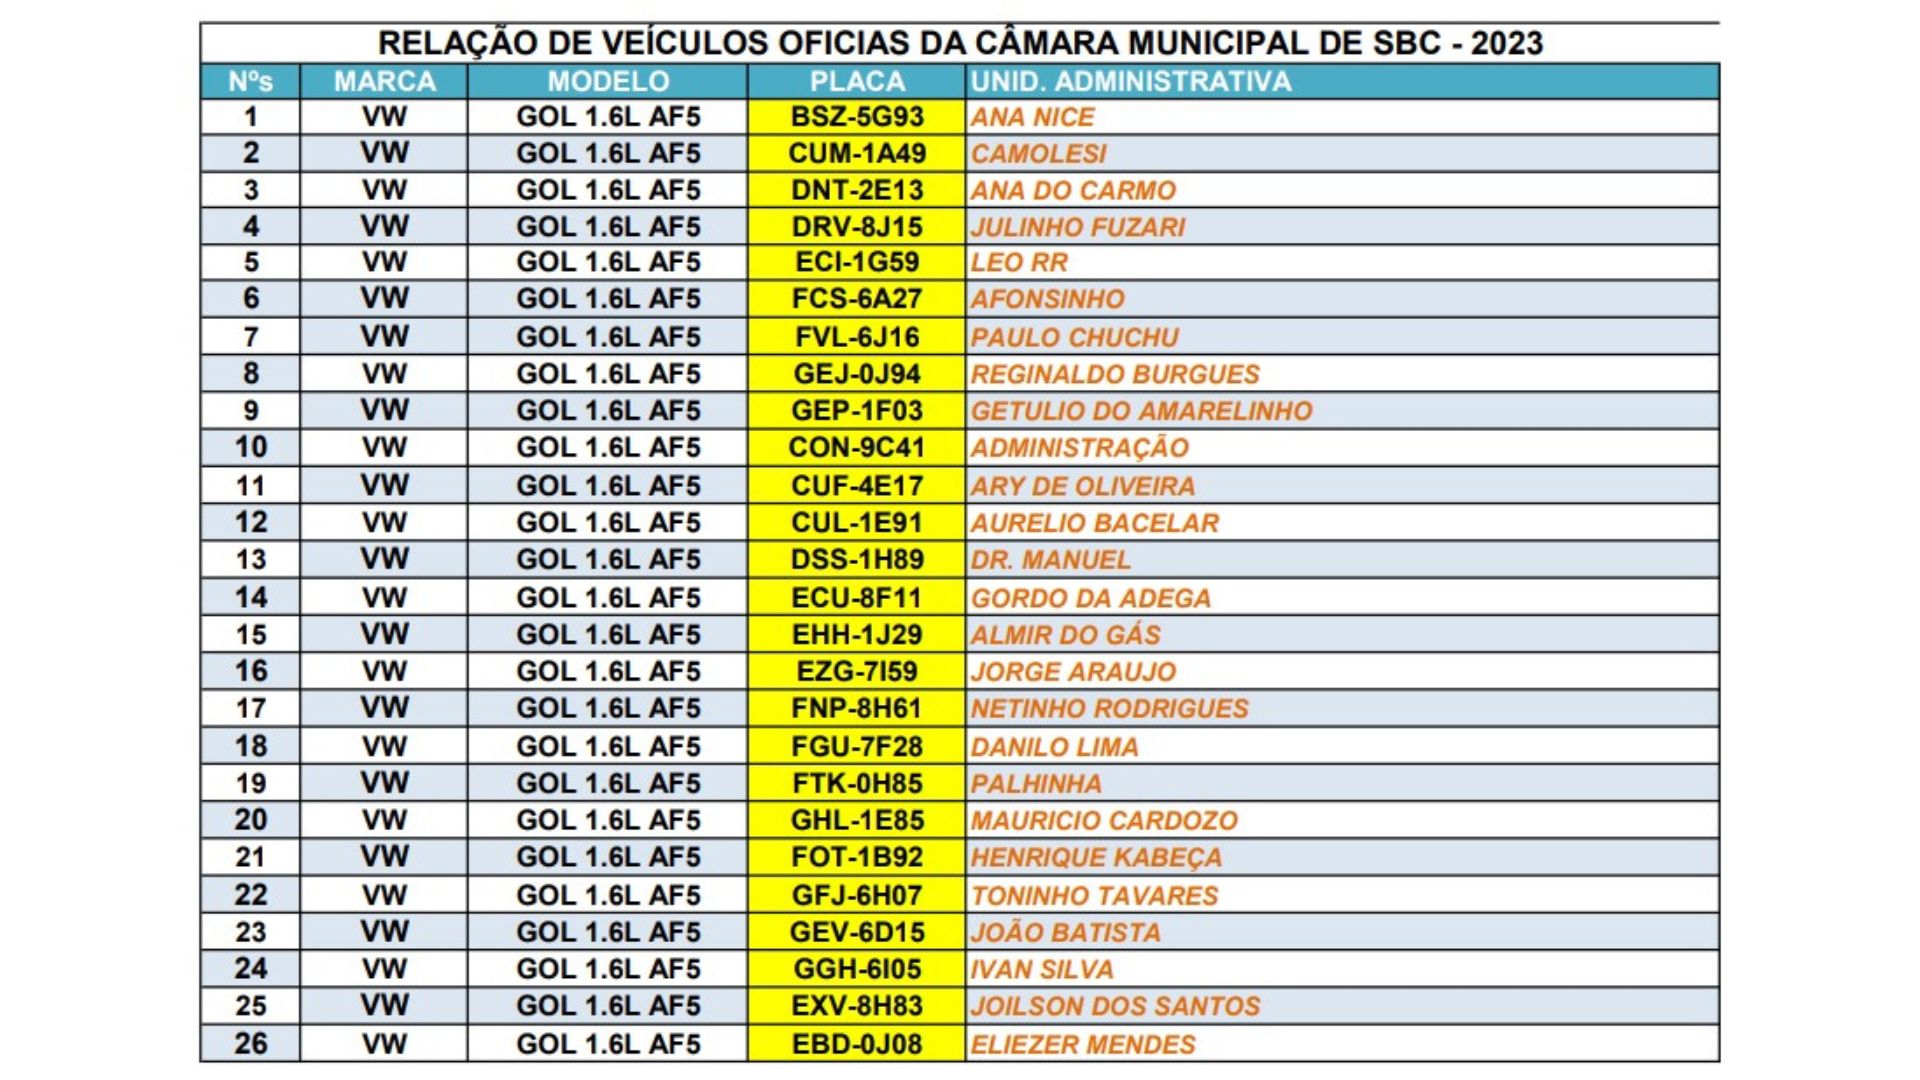 RELAÇÃO DE VEÍCULOS OFICIAS DA CÂMARA MUNICIPAL DE SBC - 2023
Nºs MARCA MODELO PLACA UNID. ADMINISTRATIVA
1 VW GOL 1.6L AF5 BSZ-5G93 ANA NICE
2 VW GOL 1.6L AF5 CUM-1A49 CAMOLESI
3 VW GOL 1.6L AF5 DNT-2E13 ANA DO CARMO
4 VW GOL 1.6L AF5 DRV-8J15 JULINHO FUZARI
5 VW GOL 1.6L AF5 ECI-1G59 LEO RR
6 VW GOL 1.6L AF5 FCS-6A27 AFONSINHO
7 VW GOL 1.6L AF5 FVL-6J16 PAULO CHUCHU
8 VW GOL 1.6L AF5 GEJ-0J94 REGINALDO BURGUES
9 VW GOL 1.6L AF5 GEP-1F03 GETULIO DO AMARELINHO
10 VW GOL 1.6L AF5 CON-9C41 ADMINISTRAÇÃO
11 VW GOL 1.6L AF5 CUF-4E17 ARY DE OLIVEIRA
12 VW GOL 1.6L AF5 CUL-1E91 AURELIO BACELAR
13 VW GOL 1.6L AF5 DSS-1H89 DR. MANUEL
14 VW GOL 1.6L AF5 ECU-8F11 GORDO DA ADEGA
15 VW GOL 1.6L AF5 EHH-1J29 ALMIR DO GÁS
16 VW GOL 1.6L AF5 EZG-7I59 JORGE ARAUJO
17 VW GOL 1.6L AF5 FNP-8H61 NETINHO RODRIGUES
18 VW GOL 1.6L AF5 FGU-7F28 DANILO LIMA
19 VW GOL 1.6L AF5 FTK-0H85 PALHINHA
20 VW GOL 1.6L AF5 GHL-1E85 MAURICIO CARDOZO
21 VW GOL 1.6L AF5 FOT-1B92 HENRIQUE KABEÇA
22 VW GOL 1.6L AF5 GFJ-6H07 TONINHO TAVARES
23 VW GOL 1.6L AF5 GEV-6D15 JOÃO BATISTA
24 VW GOL 1.6L AF5 GGH-6I05 IVAN SILVA
25 VW GOL 1.6L AF5 EXV-8H83 JOILSON DOS SANTOS
26 VW GOL 1.6L AF5 EBD-0J08 ELIEZER MENDES